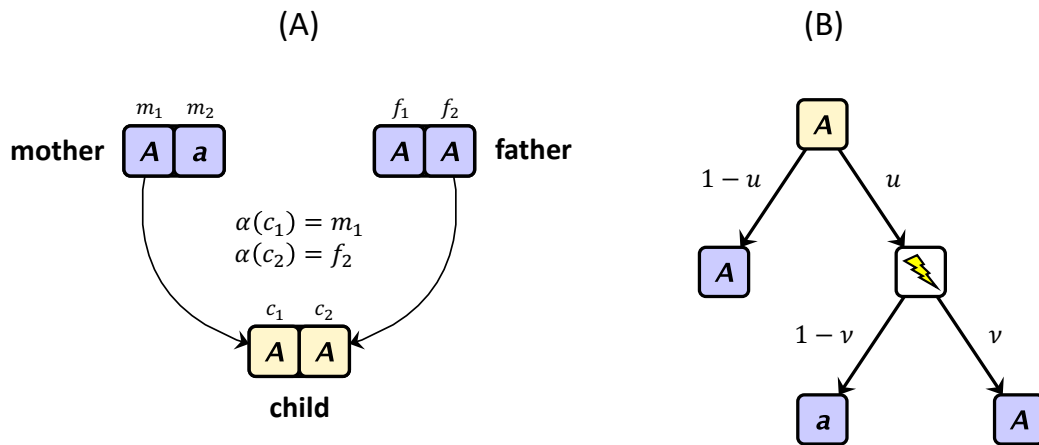 (A)
m₁ m₂
mother A a
f₁ f₂
A A father
α(c₁) = m₁
α(c₂) = f₂
c₁ c₂
A A
child
(B)
A
1 − u u
A
1 − ν ν
a A